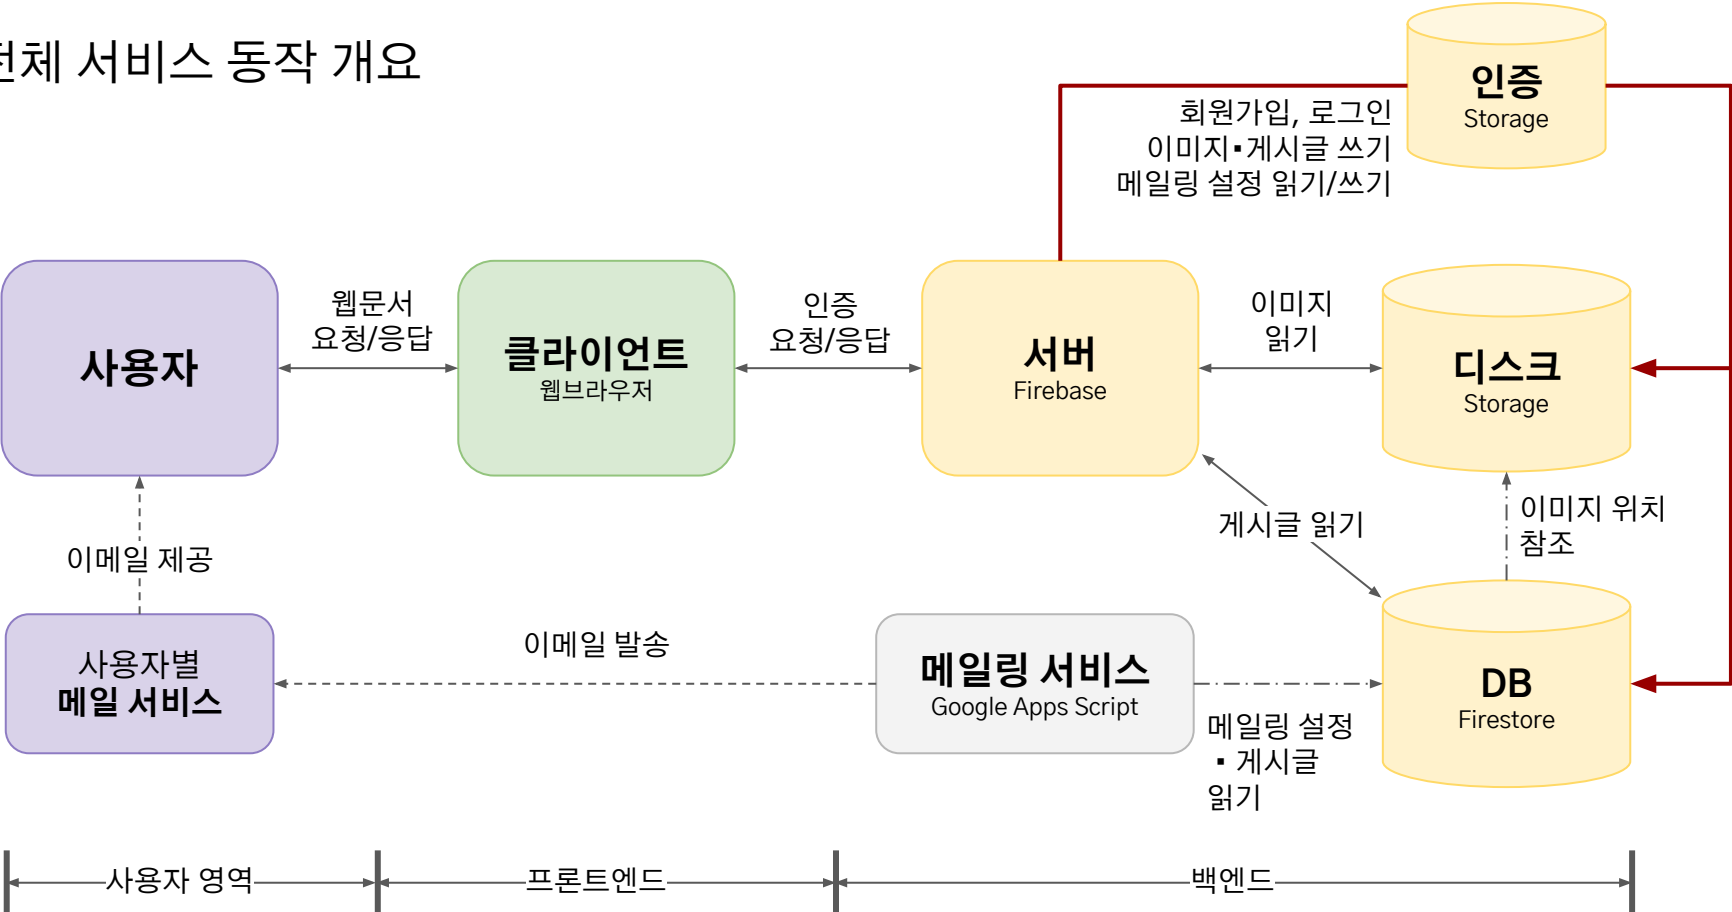 전체 서비스 동작 개요
인증
Storage
회원가입, 로그인
이미지▪게시글 쓰기
메일링 설정 읽기/쓰기
사용자
웹문서
요청/응답
클라이언트
웹브라우저
인증
요청/응답
서버
Firebase
이미지
읽기
디스크
Storage
이메일 제공
게시글 읽기
이미지 위치
참조
사용자별
메일 서비스
이메일 발송
메일링 서비스
Google Apps Script
메일링 설정
▪ 게시글
읽기
DB
Firestore
사용자 영역
프론트엔드
백엔드